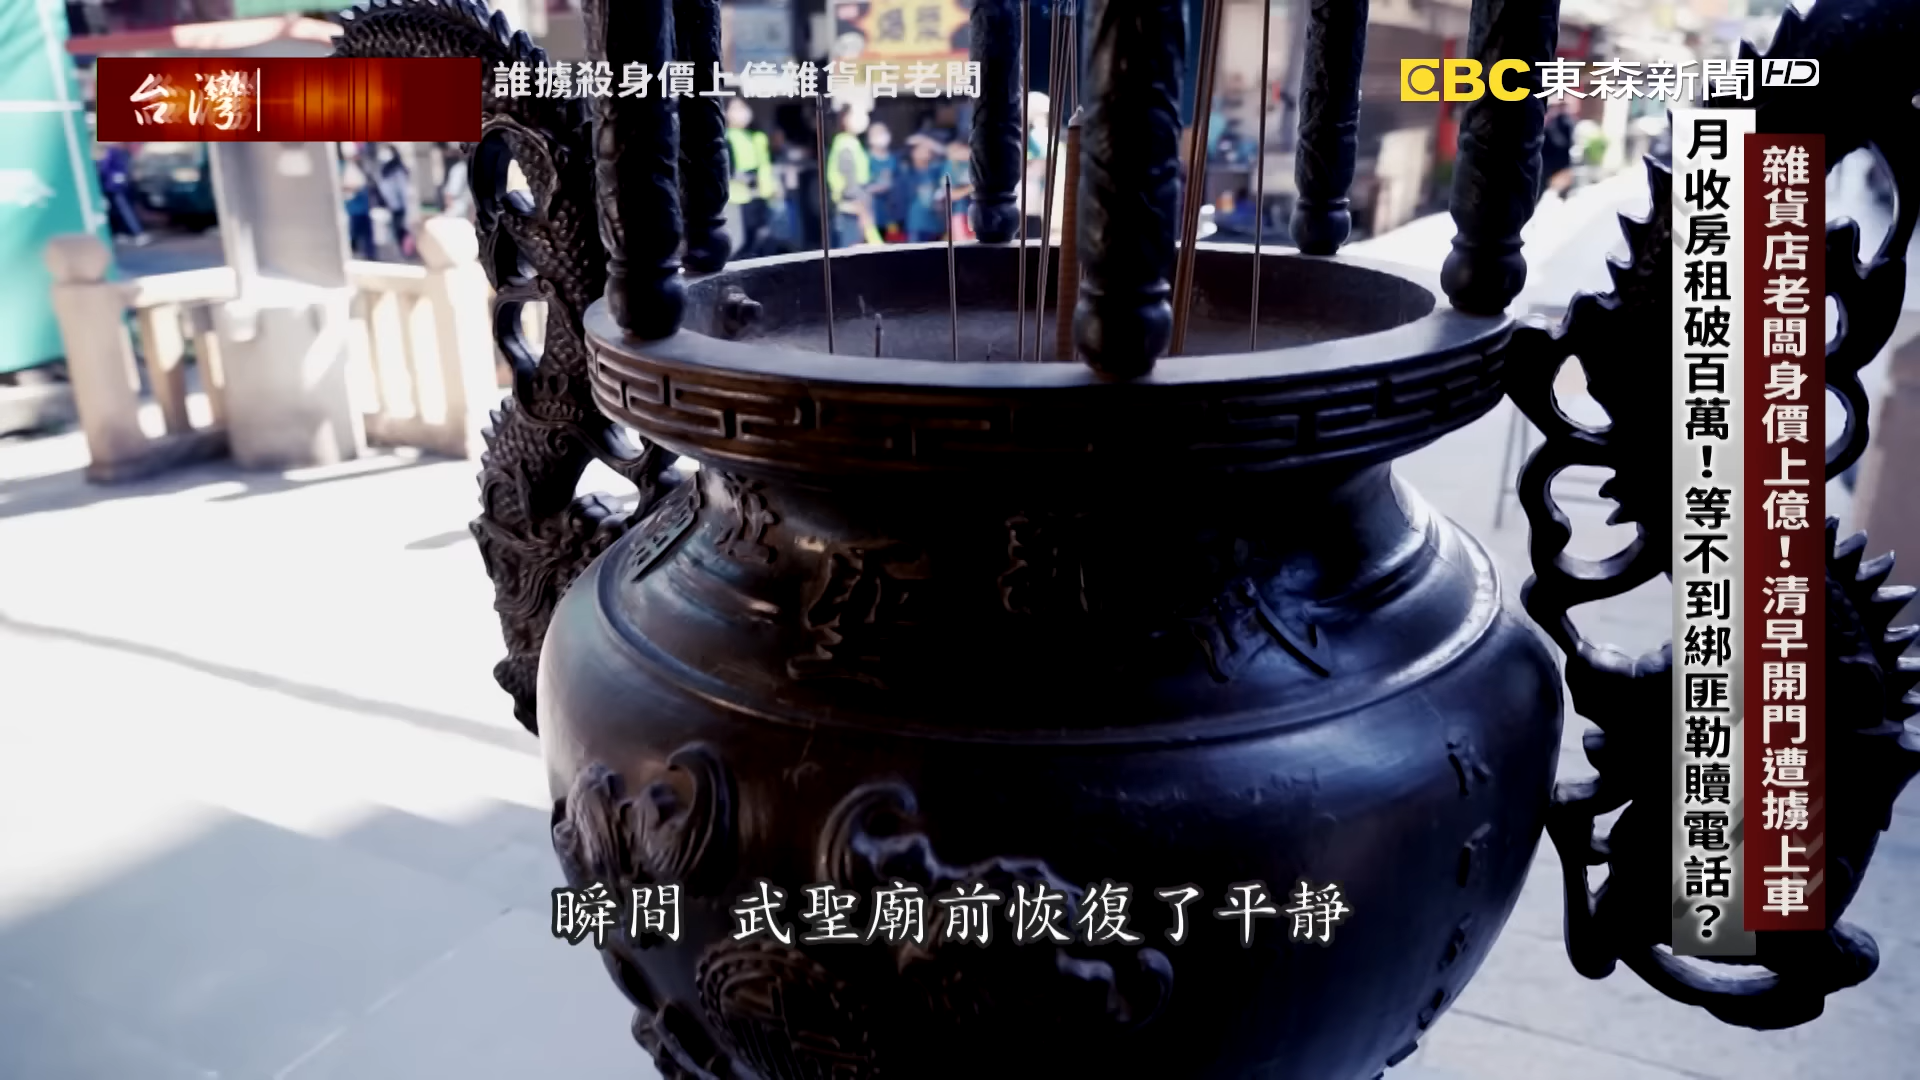 台灣
誰擄殺身價上億雜貨店老闆
EBC東森新聞HD
雜貨店老闆身價上億！清早開門遭擄上車
月收房租破百萬！等不到綁匪勒贖電話？
瞬間 武聖廟前恢復了平靜